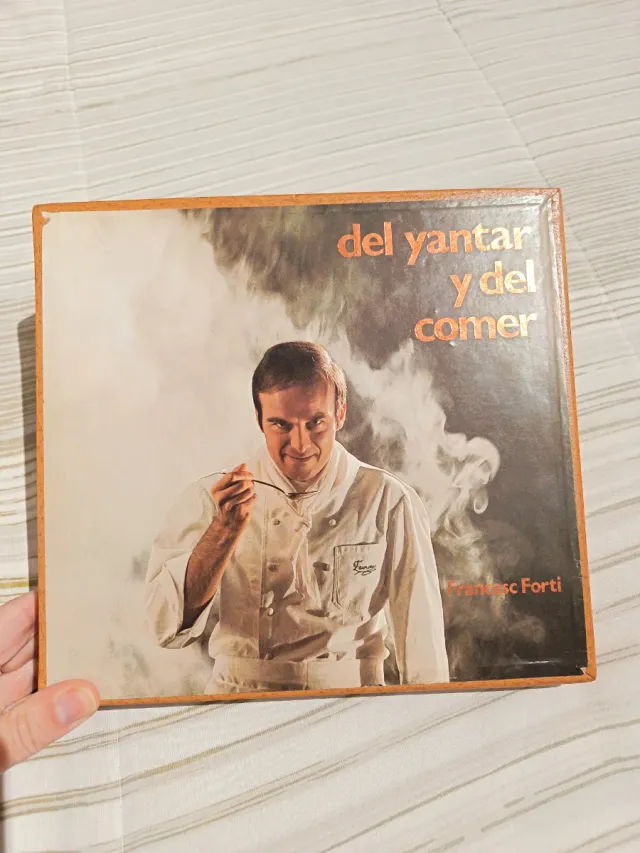 del yantar
y del
comer
Francesc Forti